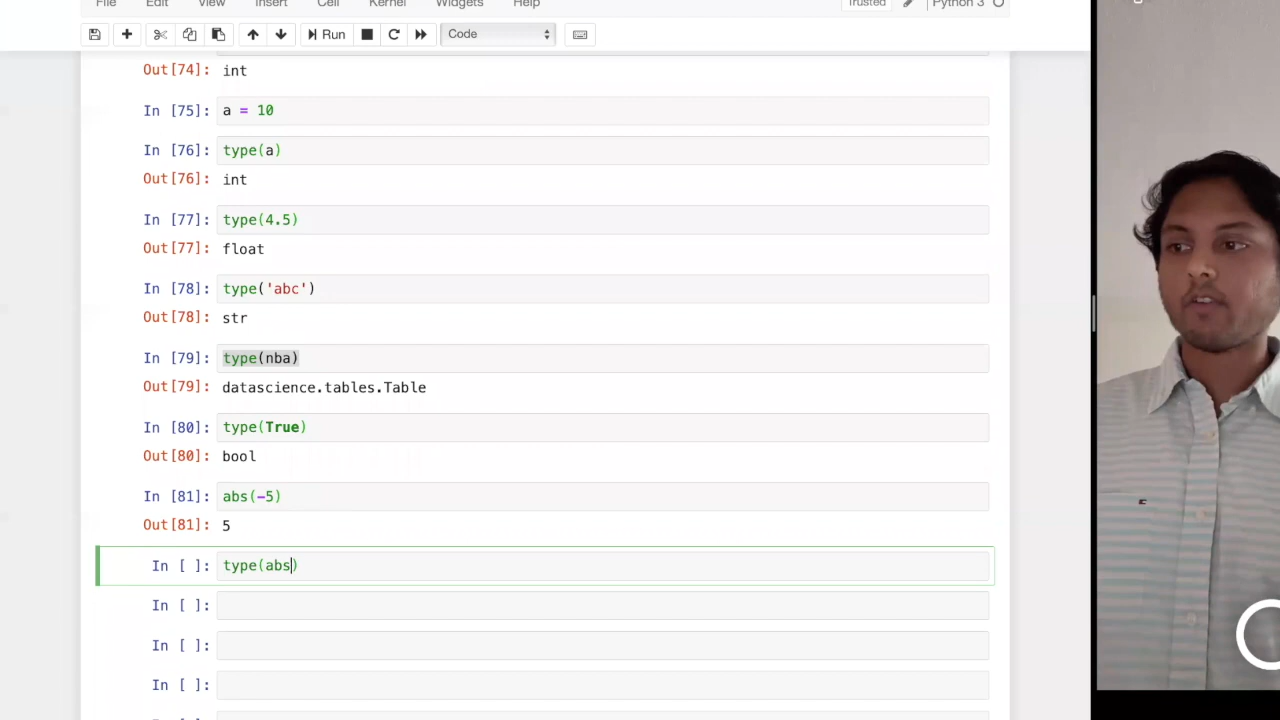 File Edit View Insert Cell Kernel Widgets Help Trusted Python 3
Run Code
Out[74]: int
In [75]: a = 10
In [76]: type(a)
Out[76]: int
In [77]: type(4.5)
Out[77]: float
In [78]: type('abc')
Out[78]: str
In [79]: type(nba)
Out[79]: datascience.tables.Table
In [80]: type(True)
Out[80]: bool
In [81]: abs(-5)
Out[81]: 5
In [ ]: type(abs)
In [ ]:
In [ ]:
In [ ]: